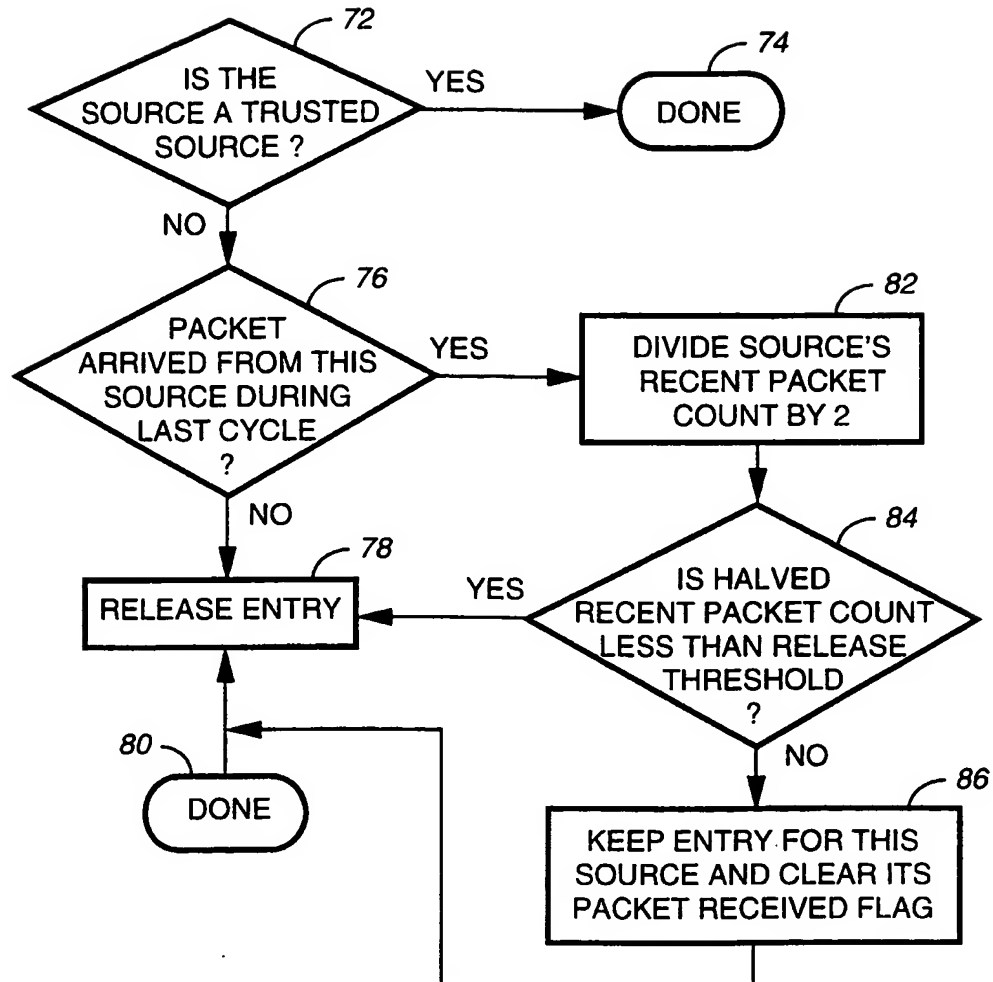 72
IS THE
SOURCE A TRUSTED
SOURCE ?
YES
74
DONE
NO
76
PACKET
ARRIVED FROM THIS
SOURCE DURING
LAST CYCLE
?
YES
82
DIVIDE SOURCE'S
RECENT PACKET
COUNT BY 2
NO
78
RELEASE ENTRY
YES
84
IS HALVED
RECENT PACKET COUNT
LESS THAN RELEASE
THRESHOLD
?
80
DONE
NO
86
KEEP ENTRY FOR THIS
SOURCE AND CLEAR ITS
PACKET RECEIVED FLAG